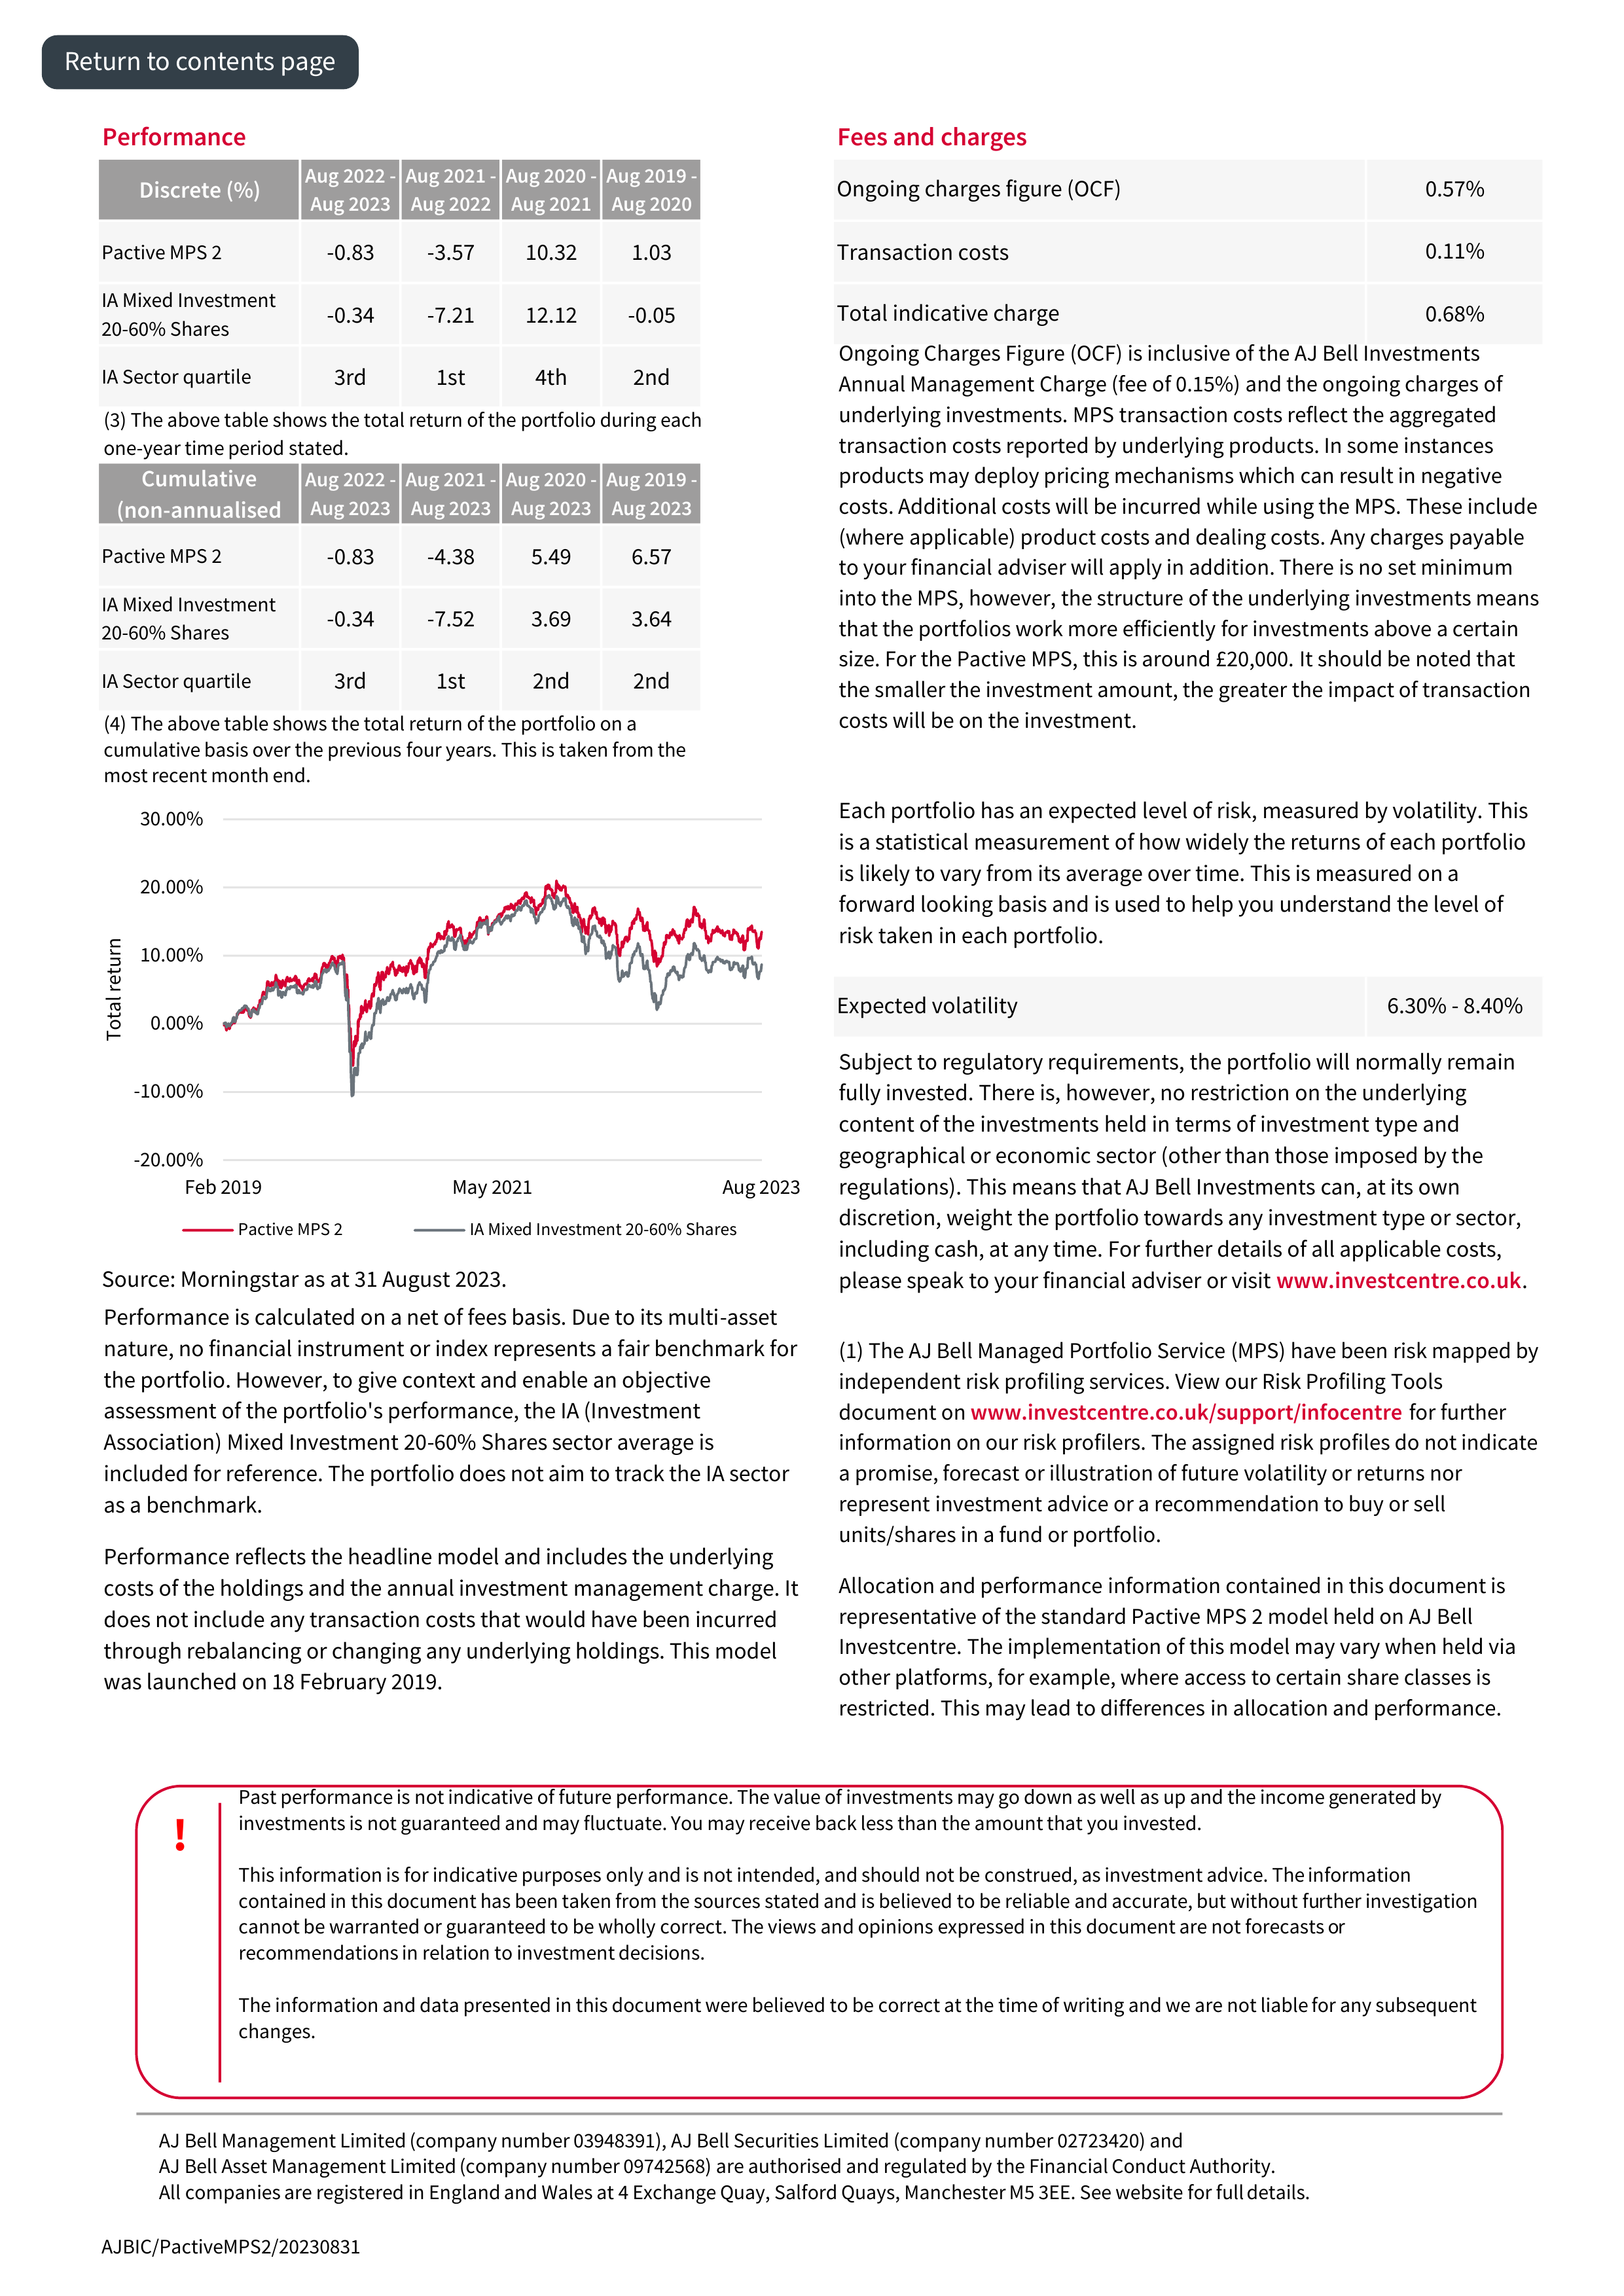 Return to contents page
Performance
Discrete (%)
Aug 2022 - Aug 2021 - Aug 2020 - Aug 2019 -
Aug 2023 Aug 2022 Aug 2021 Aug 2020
Pactive MPS 2 -0.83 -3.57 10.32 1.03
IA Mixed Investment
20-60% Shares -0.34 -7.21 12.12 -0.05
IA Sector quartile 3rd 1st 4th 2nd
(3) The above table shows the total return of the portfolio during each
one-year time period stated.
Cumulative
(non-annualised
Aug 2022 - Aug 2021 - Aug 2020 - Aug 2019 -
Aug 2023 Aug 2023 Aug 2023 Aug 2023
Pactive MPS 2 -0.83 -4.38 5.49 6.57
IA Mixed Investment
20-60% Shares -0.34 -7.52 3.69 3.64
IA Sector quartile 3rd 1st 2nd 2nd
(4) The above table shows the total return of the portfolio on a
cumulative basis over the previous four years. This is taken from the
most recent month end.
Total return
30.00%
20.00%
10.00%
0.00%
-10.00%
-20.00%
Feb 2019 May 2021 Aug 2023
Pactive MPS 2 IA Mixed Investment 20-60% Shares
Source: Morningstar as at 31 August 2023.
Performance is calculated on a net of fees basis. Due to its multi-asset
nature, no financial instrument or index represents a fair benchmark for
the portfolio. However, to give context and enable an objective
assessment of the portfolio's performance, the IA (Investment
Association) Mixed Investment 20-60% Shares sector average is
included for reference. The portfolio does not aim to track the IA sector
as a benchmark.
Performance reflects the headline model and includes the underlying
costs of the holdings and the annual investment management charge. It
does not include any transaction costs that would have been incurred
through rebalancing or changing any underlying holdings. This model
was launched on 18 February 2019.
Fees and charges
Ongoing charges figure (OCF) 0.57%
Transaction costs 0.11%
Total indicative charge 0.68%
Ongoing Charges Figure (OCF) is inclusive of the AJ Bell Investments
Annual Management Charge (fee of 0.15%) and the ongoing charges of
underlying investments. MPS transaction costs reflect the aggregated
transaction costs reported by underlying products. In some instances
products may deploy pricing mechanisms which can result in negative
costs. Additional costs will be incurred while using the MPS. These include
(where applicable) product costs and dealing costs. Any charges payable
to your financial adviser will apply in addition. There is no set minimum
into the MPS, however, the structure of the underlying investments means
that the portfolios work more efficiently for investments above a certain
size. For the Pactive MPS, this is around £20,000. It should be noted that
the smaller the investment amount, the greater the impact of transaction
costs will be on the investment.
Each portfolio has an expected level of risk, measured by volatility. This
is a statistical measurement of how widely the returns of each portfolio
is likely to vary from its average over time. This is measured on a
forward looking basis and is used to help you understand the level of
risk taken in each portfolio.
Expected volatility 6.30% - 8.40%
Subject to regulatory requirements, the portfolio will normally remain
fully invested. There is, however, no restriction on the underlying
content of the investments held in terms of investment type and
geographical or economic sector (other than those imposed by the
regulations). This means that AJ Bell Investments can, at its own
discretion, weight the portfolio towards any investment type or sector,
including cash, at any time. For further details of all applicable costs,
please speak to your financial adviser or visit www.investcentre.co.uk.
(1) The AJ Bell Managed Portfolio Service (MPS) have been risk mapped by
independent risk profiling services. View our Risk Profiling Tools
document on www.investcentre.co.uk/support/infocentre for further
information on our risk profilers. The assigned risk profiles do not indicate
a promise, forecast or illustration of future volatility or returns nor
represent investment advice or a recommendation to buy or sell
units/shares in a fund or portfolio.
Allocation and performance information contained in this document is
representative of the standard Pactive MPS 2 model held on AJ Bell
Investcentre. The implementation of this model may vary when held via
other platforms, for example, where access to certain share classes is
restricted. This may lead to differences in allocation and performance.
!
Past performance is not indicative of future performance. The value of investments may go down as well as up and the income generated by
investments is not guaranteed and may fluctuate. You may receive back less than the amount that you invested.
This information is for indicative purposes only and is not intended, and should not be construed, as investment advice. The information
contained in this document has been taken from the sources stated and is believed to be reliable and accurate, but without further investigation
cannot be warranted or guaranteed to be wholly correct. The views and opinions expressed in this document are not forecasts or
recommendations in relation to investment decisions.
The information and data presented in this document were believed to be correct at the time of writing and we are not liable for any subsequent
changes.
AJ Bell Management Limited (company number 03948391), AJ Bell Securities Limited (company number 02723420) and
AJ Bell Asset Management Limited (company number 09742568) are authorised and regulated by the Financial Conduct Authority.
All companies are registered in England and Wales at 4 Exchange Quay, Salford Quays, Manchester M5 3EE. See website for full details.
AJBIC/PactiveMPS2/20230831